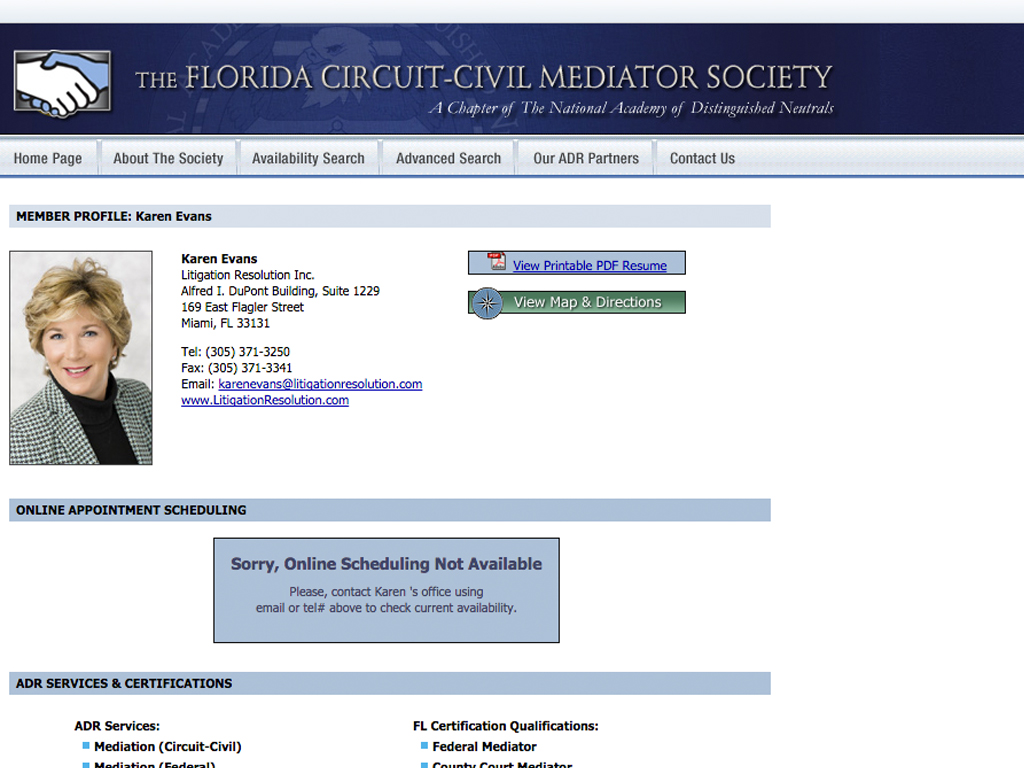 THE FLORIDA CIRCUIT-CIVIL MEDIATOR SOCIETY
A Chapter of The National Academy of Distinguished Neutrals
Home Page
About The Society
Availability Search
Advanced Search
Our ADR Partners
Contact Us
MEMBER PROFILE: Karen Evans
Karen Evans
Litigation Resolution Inc.
Alfred I. DuPont Building, Suite 1229
169 East Flagler Street
Miami, FL 33131
Tel: (305) 371-3250
Fax: (305) 371-3341
Email: karenevans@litigationresolution.com
www.LitigationResolution.com
View Printable PDF Resume
View Map & Directions
ONLINE APPOINTMENT SCHEDULING
Sorry, Online Scheduling Not Available
Please, contact Karen 's office using
email or tel# above to check current availability.
ADR SERVICES & CERTIFICATIONS
ADR Services:
Mediation (Circuit-Civil)
Mediation (Federal)
FL Certification Qualifications:
Federal Mediator
County Court Mediator